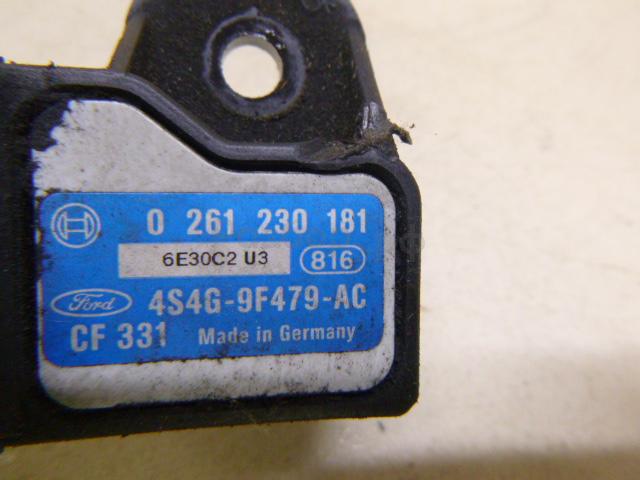 0 261 230 181
6E30C2 U3
816
Ford
4S4G-9F479-AC
CF 331 Made in Germany